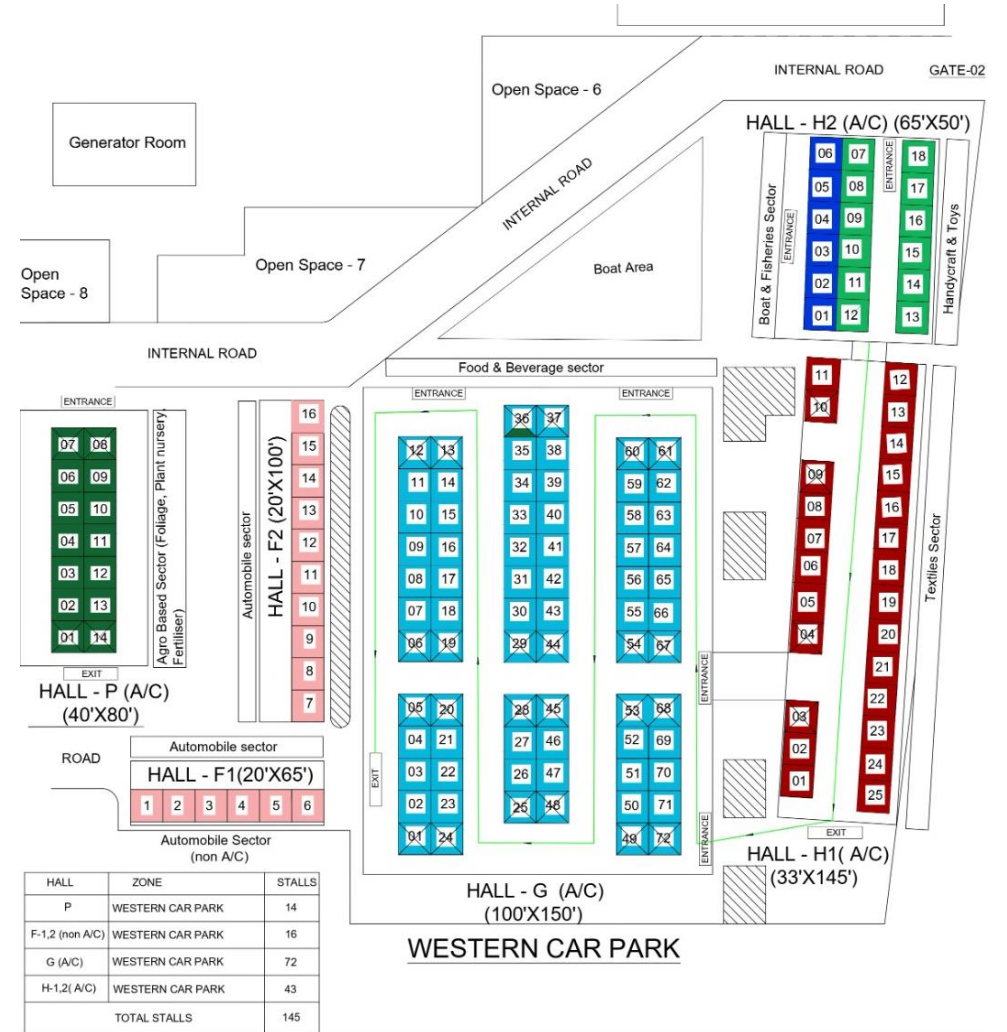 INTERNAL ROAD
GATE-02
Open Space - 6
HALL - H2 (A/C) (65'X50')
Generator Room
INTERNAL ROAD
Open Space - 7
Open
Space - 8
Boat Area
INTERNAL ROAD
Boat & Fisheries Sector
ENTRANCE
06 07
05 08
04 09
03 10
02 11
01 12
ENTRANCE
18
17
16
15
14
13
Handycraft & Toys
Food & Beverage sector
ENTRANCE
07 08
06 09
05 10
04 11
03 12
02 13
01 14
EXIT
Agro Based Sector (Foliage, Plant nursery,
Fertiliser)
HALL - P (A/C)
(40'X80')
Automobile sector
HALL - F2 (20'X100')
16
15
14
13
12
11
10
9
8
7
ROAD
Automobile sector
HALL - F1(20'X65')
1 2 3 4 5 6
Automobile Sector
(non A/C)
ENTRANCE
ENTRANCE
12 13
11 14
10 15
09 16
08 17
07 18
06 19
05 20
04 21
03 22
02 23
01 24
EXIT
36 37
35 38
34 39
33 40
32 41
31 42
30 43
29 44
28 45
27 46
26 47
25 48
60 61
59 62
58 63
57 64
56 65
55 66
54 67
53 68
52 69
51 70
50 71
49 72
ENTRANCE
ENTRANCE
HALL - G (A/C)
(100'X150')
11
10
09
08
07
06
05
04
03
02
01
12
13
14
15
16
17
18
19
20
21
22
23
24
25
Textiles Sector
EXIT
HALL - H1( A/C)
(33'X145')
WESTERN CAR PARK
HALL ZONE STALLS
P WESTERN CAR PARK 14
F-1,2 (non A/C) WESTERN CAR PARK 16
G (A/C) WESTERN CAR PARK 72
H-1,2( A/C) WESTERN CAR PARK 43
TOTAL STALLS 145